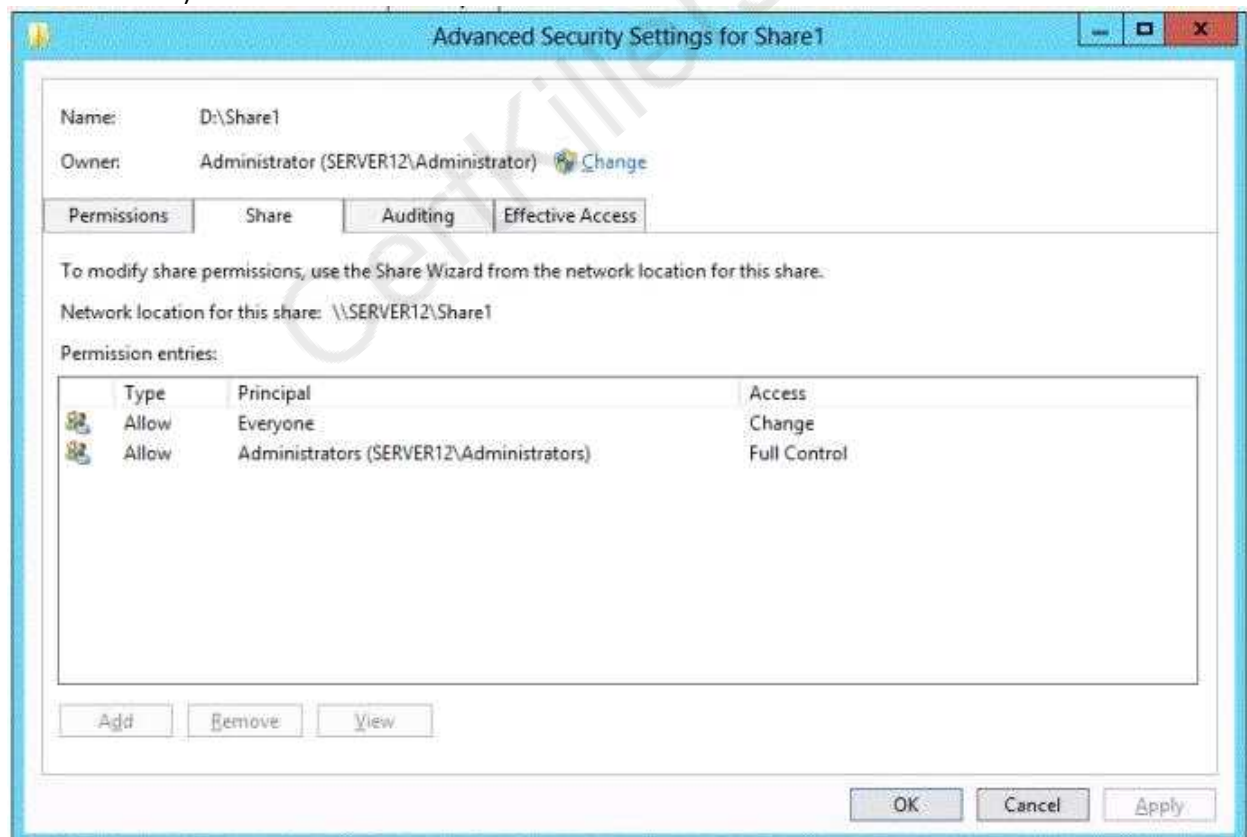 Advanced Security Settings for Share1
Name: D:\Share1
Owner: Administrator (SERVER12\Administrator) Change
Permissions Share Auditing Effective Access
To modify share permissions, use the Share Wizard from the network location for this share.
Network location for this share: \\SERVER12\Share1
Permission entries:
Type Principal Access
Allow Everyone Change
Allow Administrators (SERVER12\Administrators) Full Control
Add Remove View
OK Cancel Apply